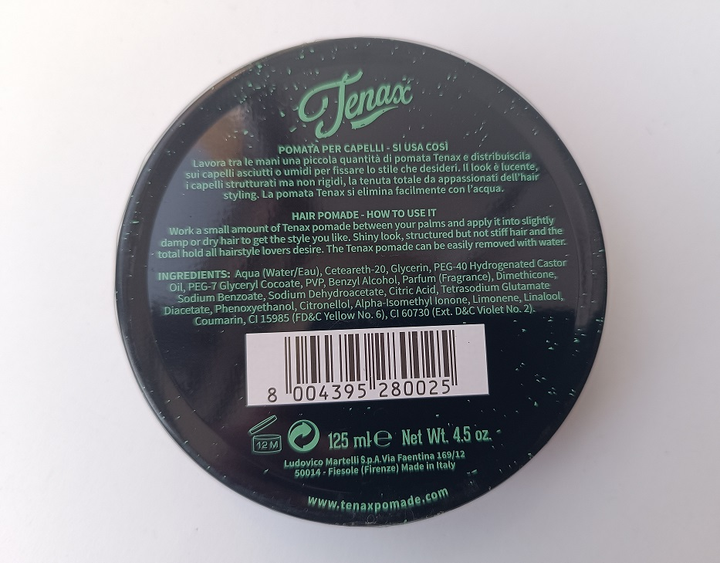 Tenax
POMATA PER CAPELLI - SI USA COSÌ
Lavora tra le mani una piccola quantità di pomata Tenax e distribuiscila
sui capelli asciutti o umidi per fissare lo stile che desideri. Il look è lucente,
i capelli strutturati ma non rigidi, la tenuta totale da appassionati dell'hair
styling. La pomata Tenax si elimina facilmente con l'acqua.
HAIR POMADE - HOW TO USE IT
Work a small amount of Tenax pomade between your palms and apply it into slightly
damp or dry hair to get the style you like. Shiny look, structured but not stiff hair and the
total hold all hairstyle lovers desire. The Tenax pomade can be easily removed with water.
INGREDIENTS: Aqua (Water/Eau), Ceteareth-20, Glycerin, PEG-40 Hydrogenated Castor
Oil, PEG-7 Glyceryl Cocoate, PVP, Benzyl Alcohol, Parfum (Fragrance), Dimethicone,
Sodium Benzoate, Sodium Dehydroacetate, Citric Acid, Tetrasodium Glutamate
Diacetate, Phenoxyethanol, Citronellol, Alpha-Isomethyl Ionone, Limonene, Linalool,
Coumarin, CI 15985 (FD&C Yellow No. 6), CI 60730 (Ext. D&C Violet No. 2).
8 004395 280025
12 M 125 ml ℮ Net Wt. 4.5 oz.
Ludovico Martelli S.p.A. Via Faentina 169/12
50014 - Fiesole (Firenze) Made in Italy
www.tenaxpomade.com